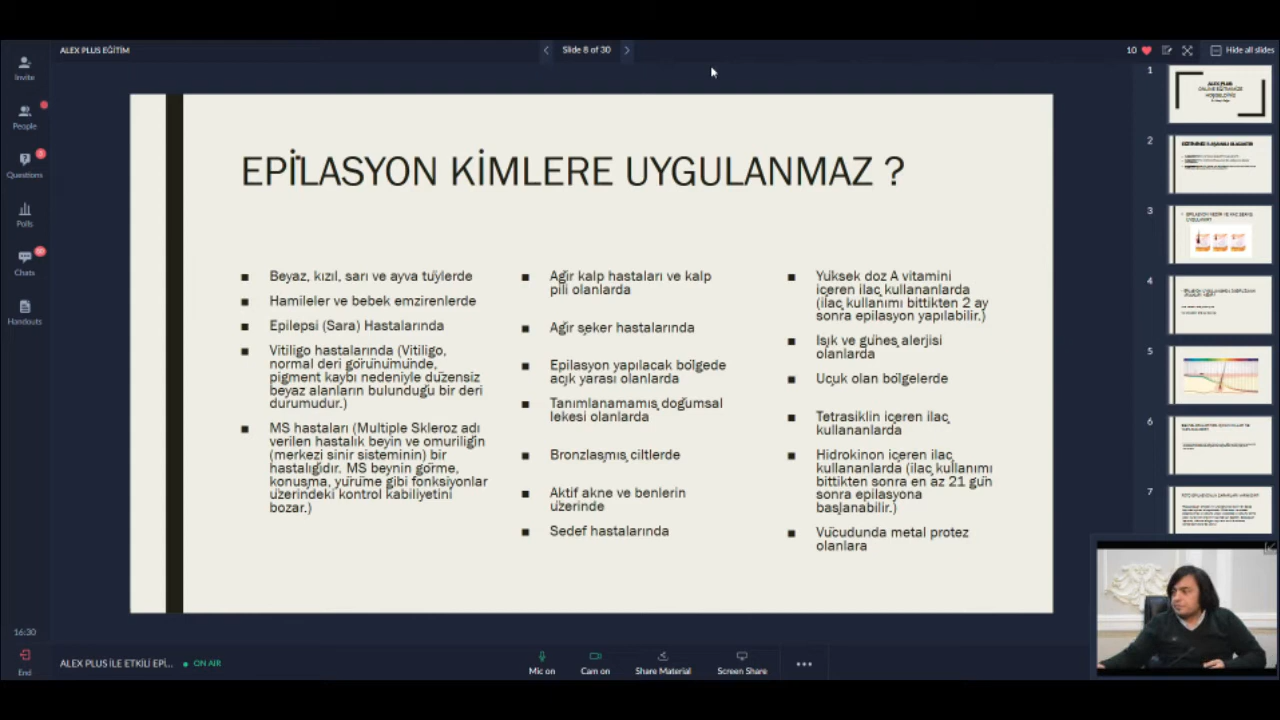 ALEX PLUS EĞİTİM
Slide 8 of 30
10
Hide all slides
Invite
People
Questions
Polls
Chats
Handouts
EPİLASYON KİMLERE UYGULANMAZ ?
Beyaz, kızıl, sarı ve ayva tüylerde
Hamileler ve bebek emzirenlerde
Epilepsi (Sara) Hastalarında
Vitiligo hastalarında (Vitiligo,
normal deri görünümünde,
pigment kaybı nedeniyle düzensiz
beyaz alanların bulunduğu bir deri
durumudur.)
MS hastaları (Multiple Skleroz adı
verilen hastalık beyin ve omuriliğin
(merkezi sinir sisteminin) bir
hastalığıdır. MS beynin görme,
konuşma, yürüme gibi fonksiyonlar
üzerindeki kontrol kabiliyetini
bozar.)
Ağır kalp hastaları ve kalp
pili olanlarda
Ağır şeker hastalarında
Epilasyon yapılacak bölgede
açık yarası olanlarda
Tanımlanamamış doğumsal
lekesi olanlarda
Bronzlaşmış ciltlerde
Aktif akne ve benlerin
üzerinde
Sedef hastalarında
Yüksek doz A vitamini
içeren ilaç kullananlarda
(ilaç kullanımı bittikten 2 ay
sonra epilasyon yapılabilir.)
Işık ve güneş alerjisi
olanlarda
Uçuk olan bölgelerde
Tetrasiklin içeren ilaç
kullananlarda
Hidrokinon içeren ilaç
kullananlarda (ilaç kullanımı
bittikten sonra en az 21 gün
sonra epilasyona
başlanabilir.)
Vücudunda metal protez
olanlara
1
2
3
4
5
6
7
16:30
End
ALEX PLUS İLE ETKİLİ EPİ...
ON AIR
Mic on
Cam on
Share Material
Screen Share